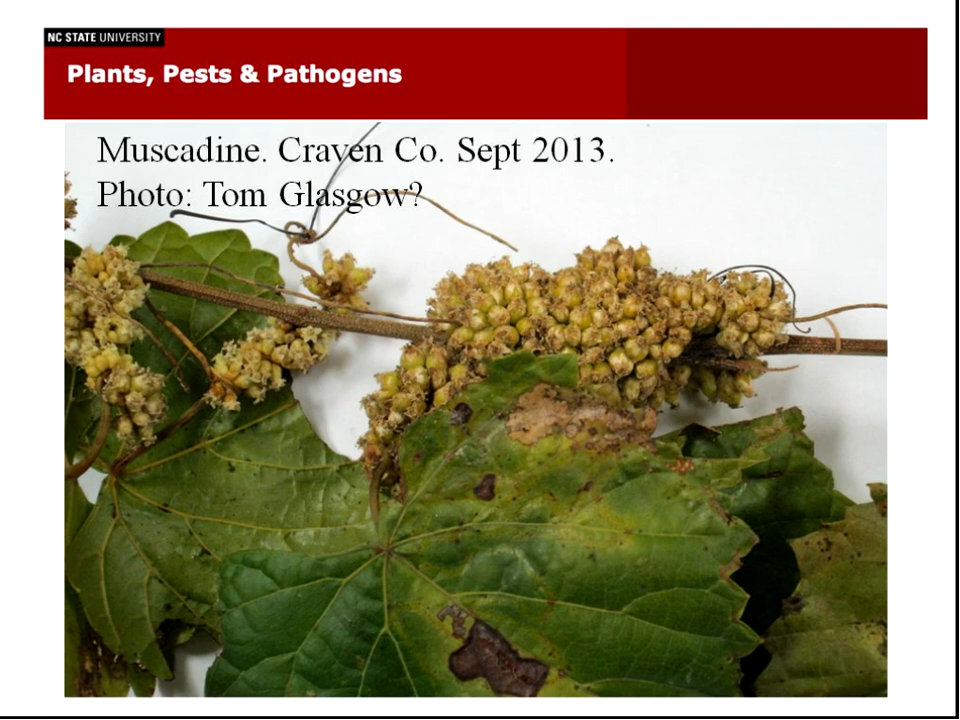 NC STATE UNIVERSITY
Plants, Pests & Pathogens
Muscadine. Craven Co. Sept 2013.
Photo: Tom Glasgow?